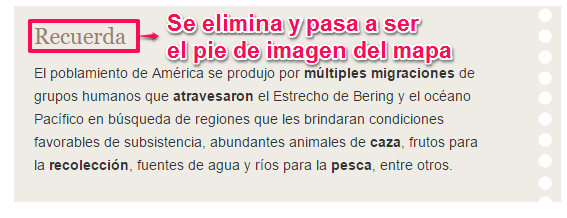 Recuerda
Se elimina y pasa a ser
el pie de imagen del mapa
El poblamiento de América se produjo por múltiples migraciones de
grupos humanos que atravesaron el Estrecho de Bering y el océano
Pacífico en búsqueda de regiones que les brindaran condiciones
favorables de subsistencia, abundantes animales de caza, frutos para
la recolección, fuentes de agua y ríos para la pesca, entre otros.